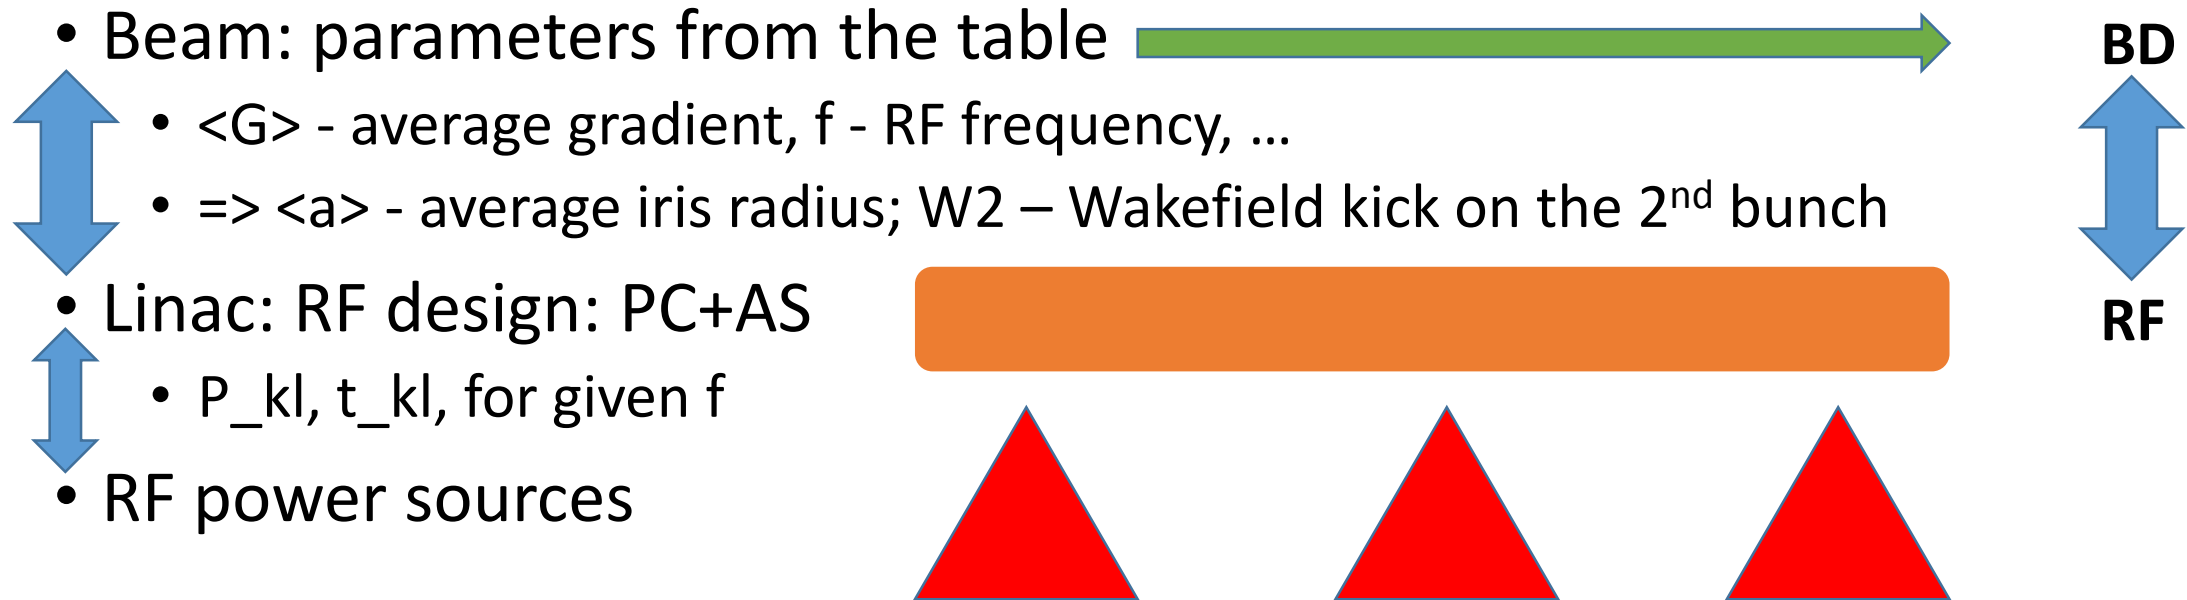 • Beam: parameters from the table BD
• <G> - average gradient, f - RF frequency, …
• => <a> - average iris radius; W2 – Wakefield kick on the 2nd bunch
• Linac: RF design: PC+AS RF
• P_kl, t_kl, for given f
• RF power sources